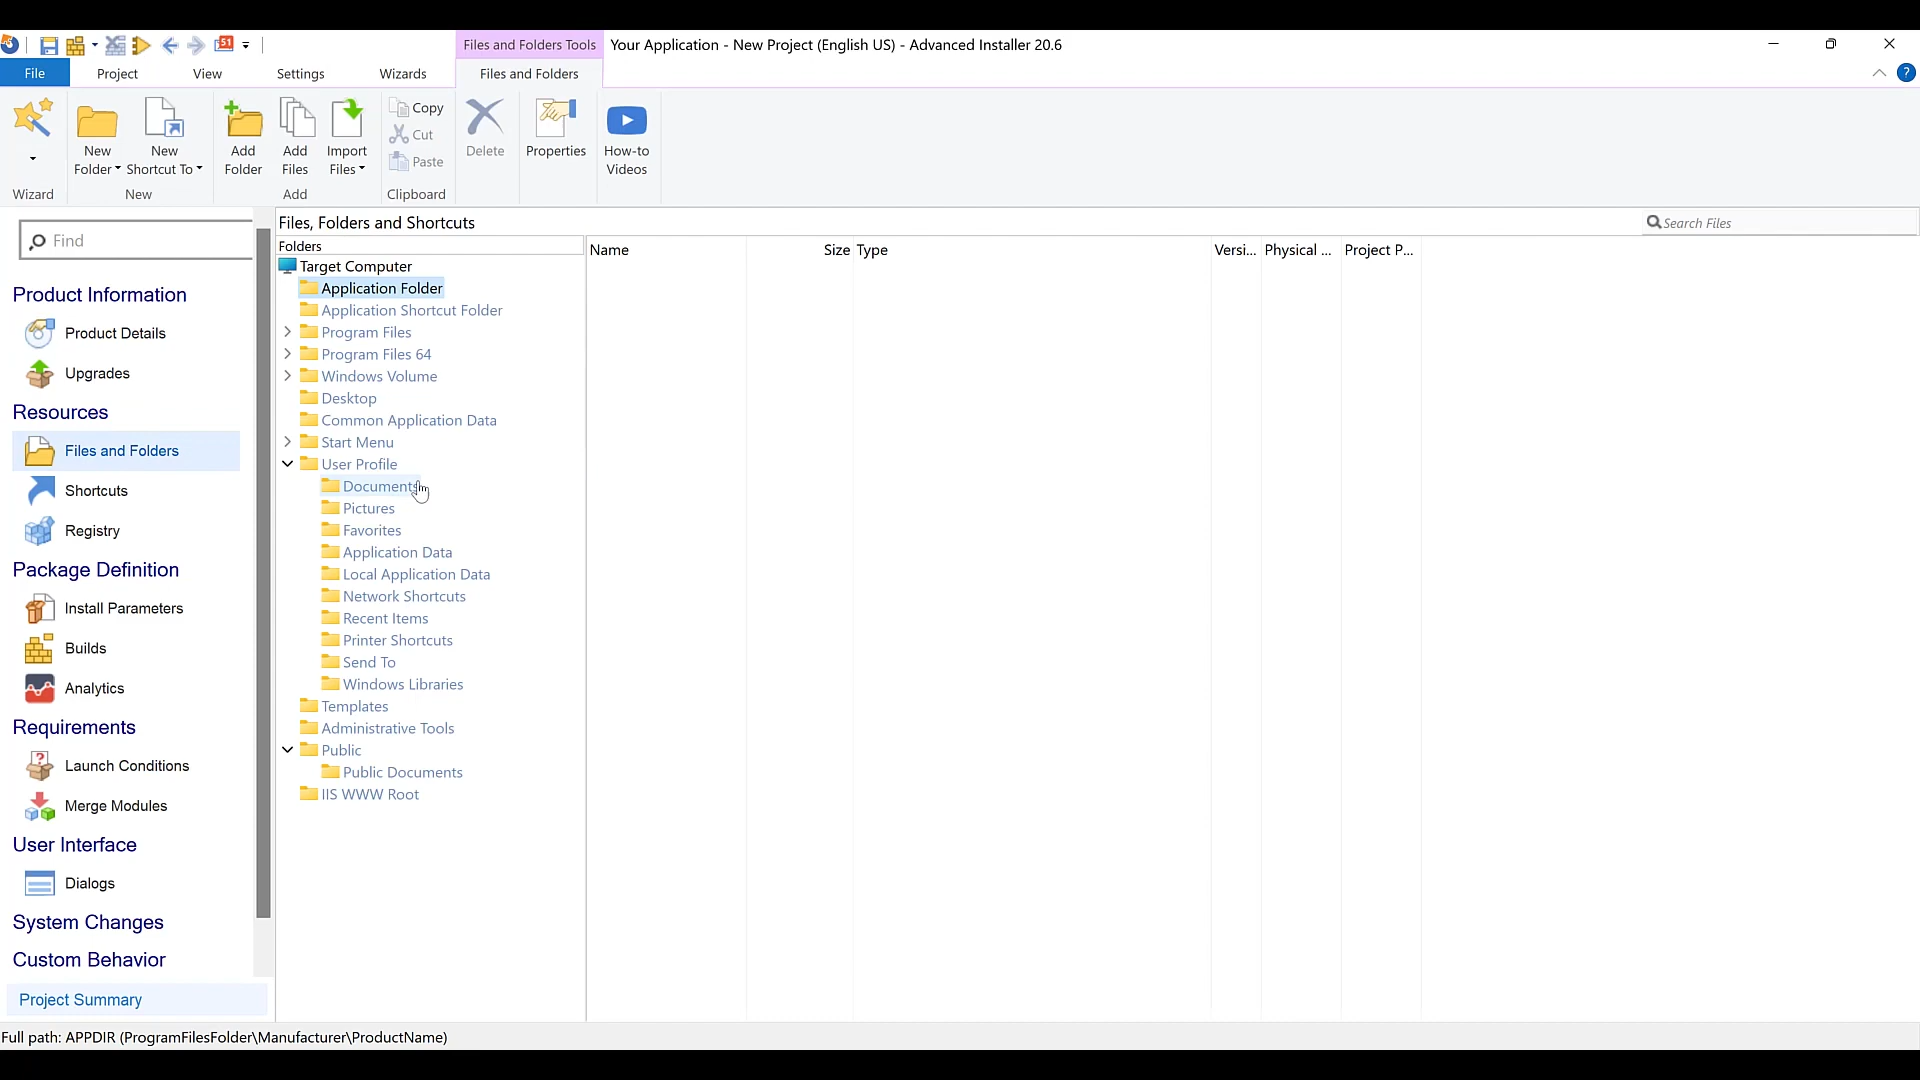 51
Files and Folders Tools
Your Application - New Project (English US) - Advanced Installer 20.6
File
Project
View
Settings
Wizards
Files and Folders
?
New Folder
New Shortcut To
Add Folder
Add Files
Import Files
Copy
Cut
Paste
Delete
Properties
How-to Videos
Wizard
New
Add
Clipboard
Find
Product Information
Product Details
Upgrades
Resources
Files and Folders
Shortcuts
Registry
Package Definition
Install Parameters
Builds
Analytics
Requirements
Launch Conditions
Merge Modules
User Interface
Dialogs
System Changes
Custom Behavior
Project Summary
Files, Folders and Shortcuts
Search Files
Folders
Target Computer
Application Folder
Application Shortcut Folder
Program Files
Program Files 64
Windows Volume
Desktop
Common Application Data
Start Menu
User Profile
Documents
Pictures
Favorites
Application Data
Local Application Data
Network Shortcuts
Recent Items
Printer Shortcuts
Send To
Windows Libraries
Templates
Administrative Tools
Public
Public Documents
IIS WWW Root
Name Size Type Versi... Physical ... Project P...
Full path: APPDIR (ProgramFilesFolder\Manufacturer\ProductName)